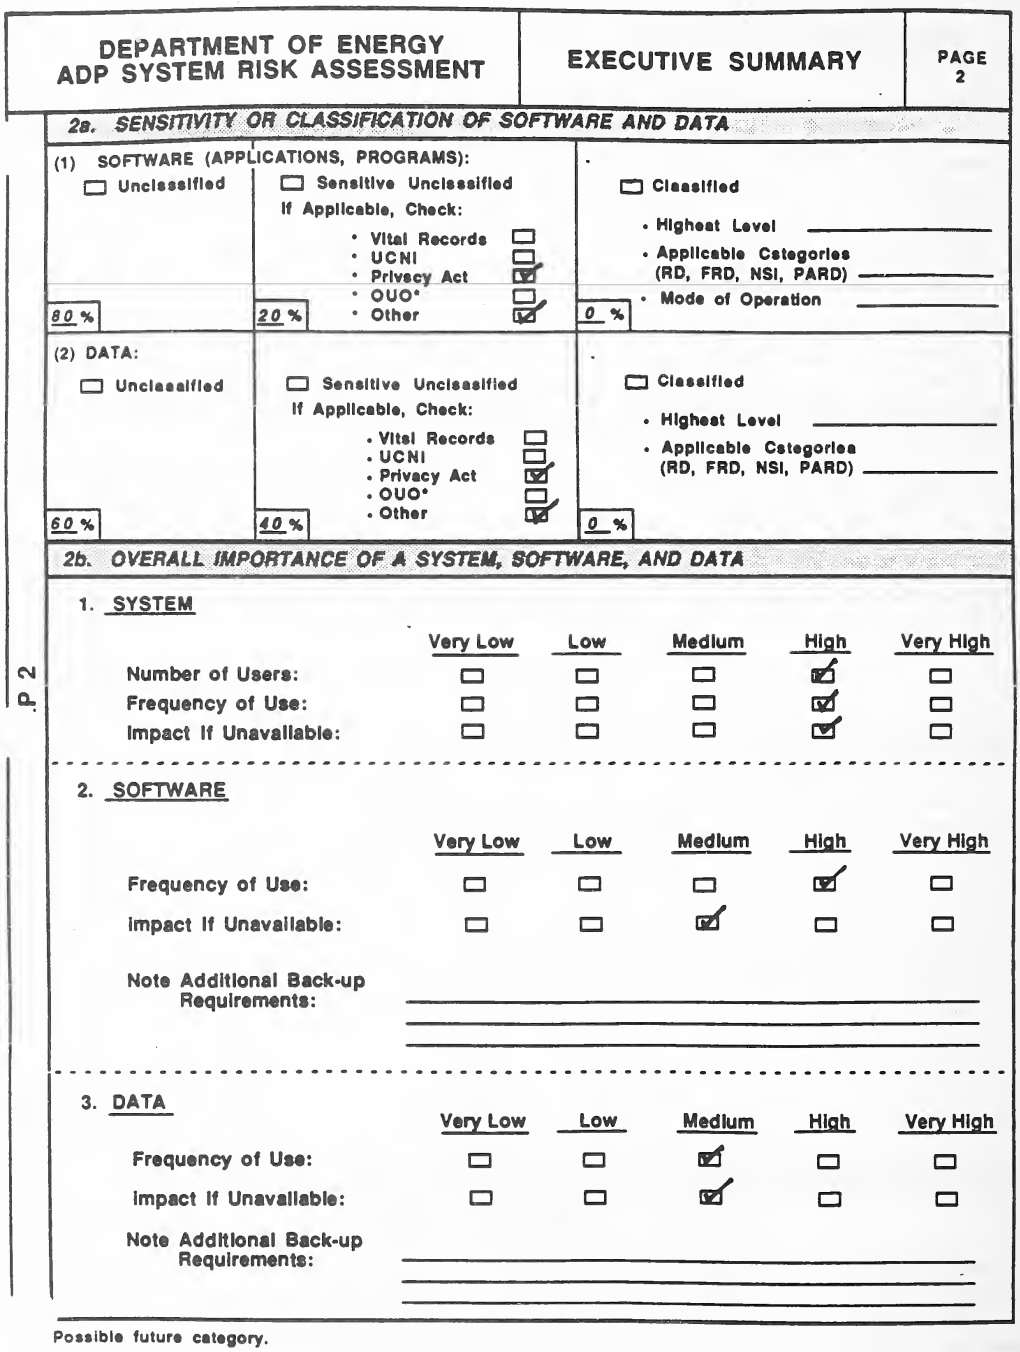 DEPARTMENT OF ENERGY
ADP SYSTEM RISK ASSESSMENT
EXECUTIVE SUMMARY
PAGE
2
2a. SENSITIVITY OR CLASSIFICATION OF SOFTWARE AND DATA
(1) SOFTWARE (APPLICATIONS, PROGRAMS):
Unclassified
Sensitive Unclassified
If Applicable, Check:
• Vital Records
• UCNI
• Privacy Act
• OUO*
• Other
Classified
• Highest Level
• Applicable Categories
(RD, FRD, NSI, PARD)
• Mode of Operation
80 %
20 %
0 %
(2) DATA:
Unclassified
Sensitive Unclassified
If Applicable, Check:
• Vital Records
• UCNI
• Privacy Act
• OUO*
• Other
Classified
• Highest Level
• Applicable Categories
(RD, FRD, NSI, PARD)
60 %
40 %
0 %
2b. OVERALL IMPORTANCE OF A SYSTEM, SOFTWARE, AND DATA
1. SYSTEM
Very Low Low Medium High Very High
Number of Users:
Frequency of Use:
Impact If Unavailable:
2. SOFTWARE
Very Low Low Medium High Very High
Frequency of Use:
Impact If Unavailable:
Note Additional Back-up
Requirements:
3. DATA
Very Low Low Medium High Very High
Frequency of Use:
Impact If Unavailable:
Note Additional Back-up
Requirements:
Possible future category.
P 2